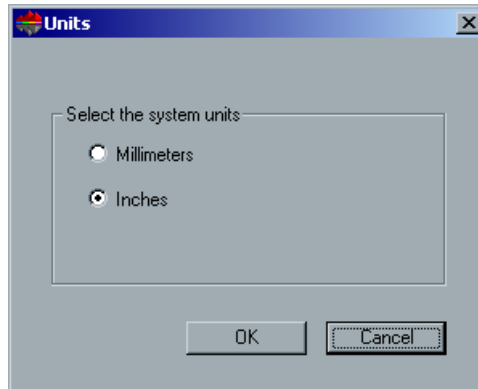 Units
Select the system units
Millimeters
Inches
OK
Cancel